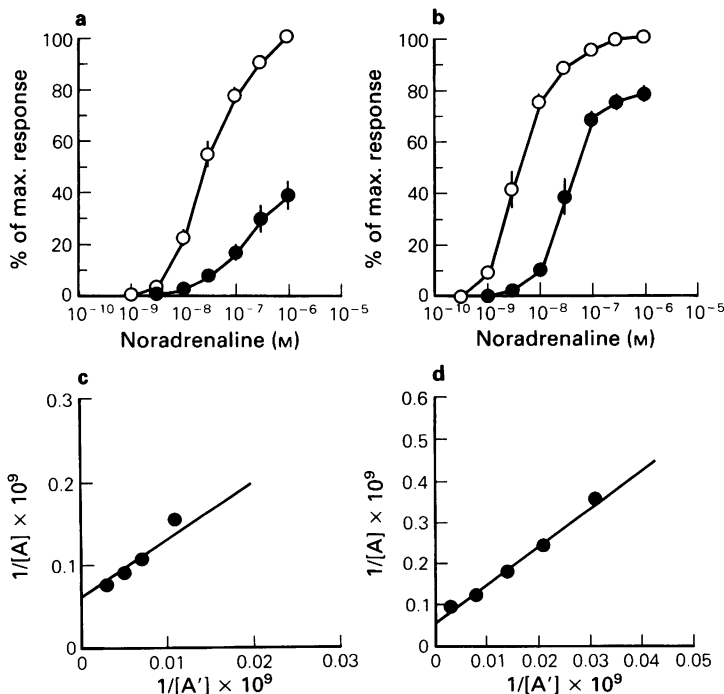 a
% of max. response
100
80
60
40
20
0
10⁻¹⁰ 10⁻⁹ 10⁻⁸ 10⁻⁷ 10⁻⁶ 10⁻⁵
Noradrenaline (M)
b
% of max. response
100
80
60
40
20
0
10⁻¹⁰ 10⁻⁹ 10⁻⁸ 10⁻⁷ 10⁻⁶ 10⁻⁵
Noradrenaline (M)
c
1/[A] × 10⁹
0.3
0.2
0.1
0
0 0.01 0.02 0.03
1/[A'] × 10⁹
d
1/[A] × 10⁹
0.6
0.5
0.4
0.3
0.2
0.1
0
0 0.01 0.02 0.03 0.04 0.05
1/[A'] × 10⁹